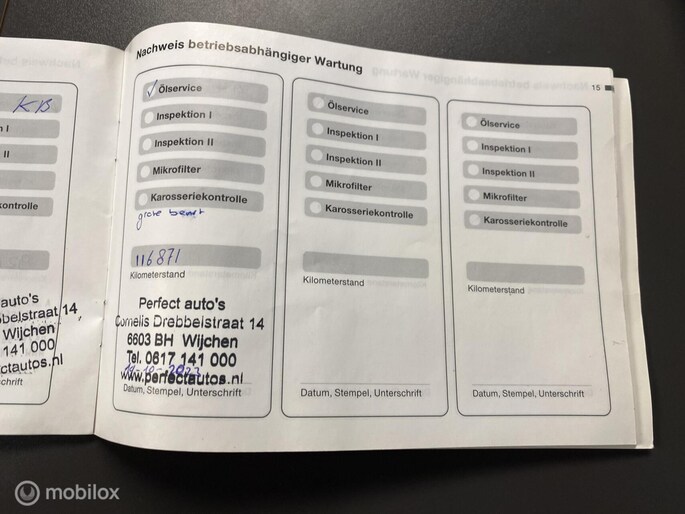 KB
I
II
kontrolle
auto's
belstraat 14
Wijchen
141 000
ctautos.nl
schrift
Nachweis betriebsabhängiger Wartung
15
Ölservice
Inspektion I
Inspektion II
Mikrofilter
Karosseriekontrolle
grote beurt
116871
Kilometerstand
Perfect auto's
Cornelis Drebbelstraat 14
6603 BH Wijchen
Tel. 0617 141 000
www.perfectautos.nl
Datum, Stempel, Unterschrift
Ölservice
Inspektion I
Inspektion II
Mikrofilter
Karosseriekontrolle
Kilometerstand
Datum, Stempel, Unterschrift
Ölservice
Inspektion I
Inspektion II
Mikrofilter
Karosseriekontrolle
Kilometerstand
Datum, Stempel, Unterschrift
mobilox